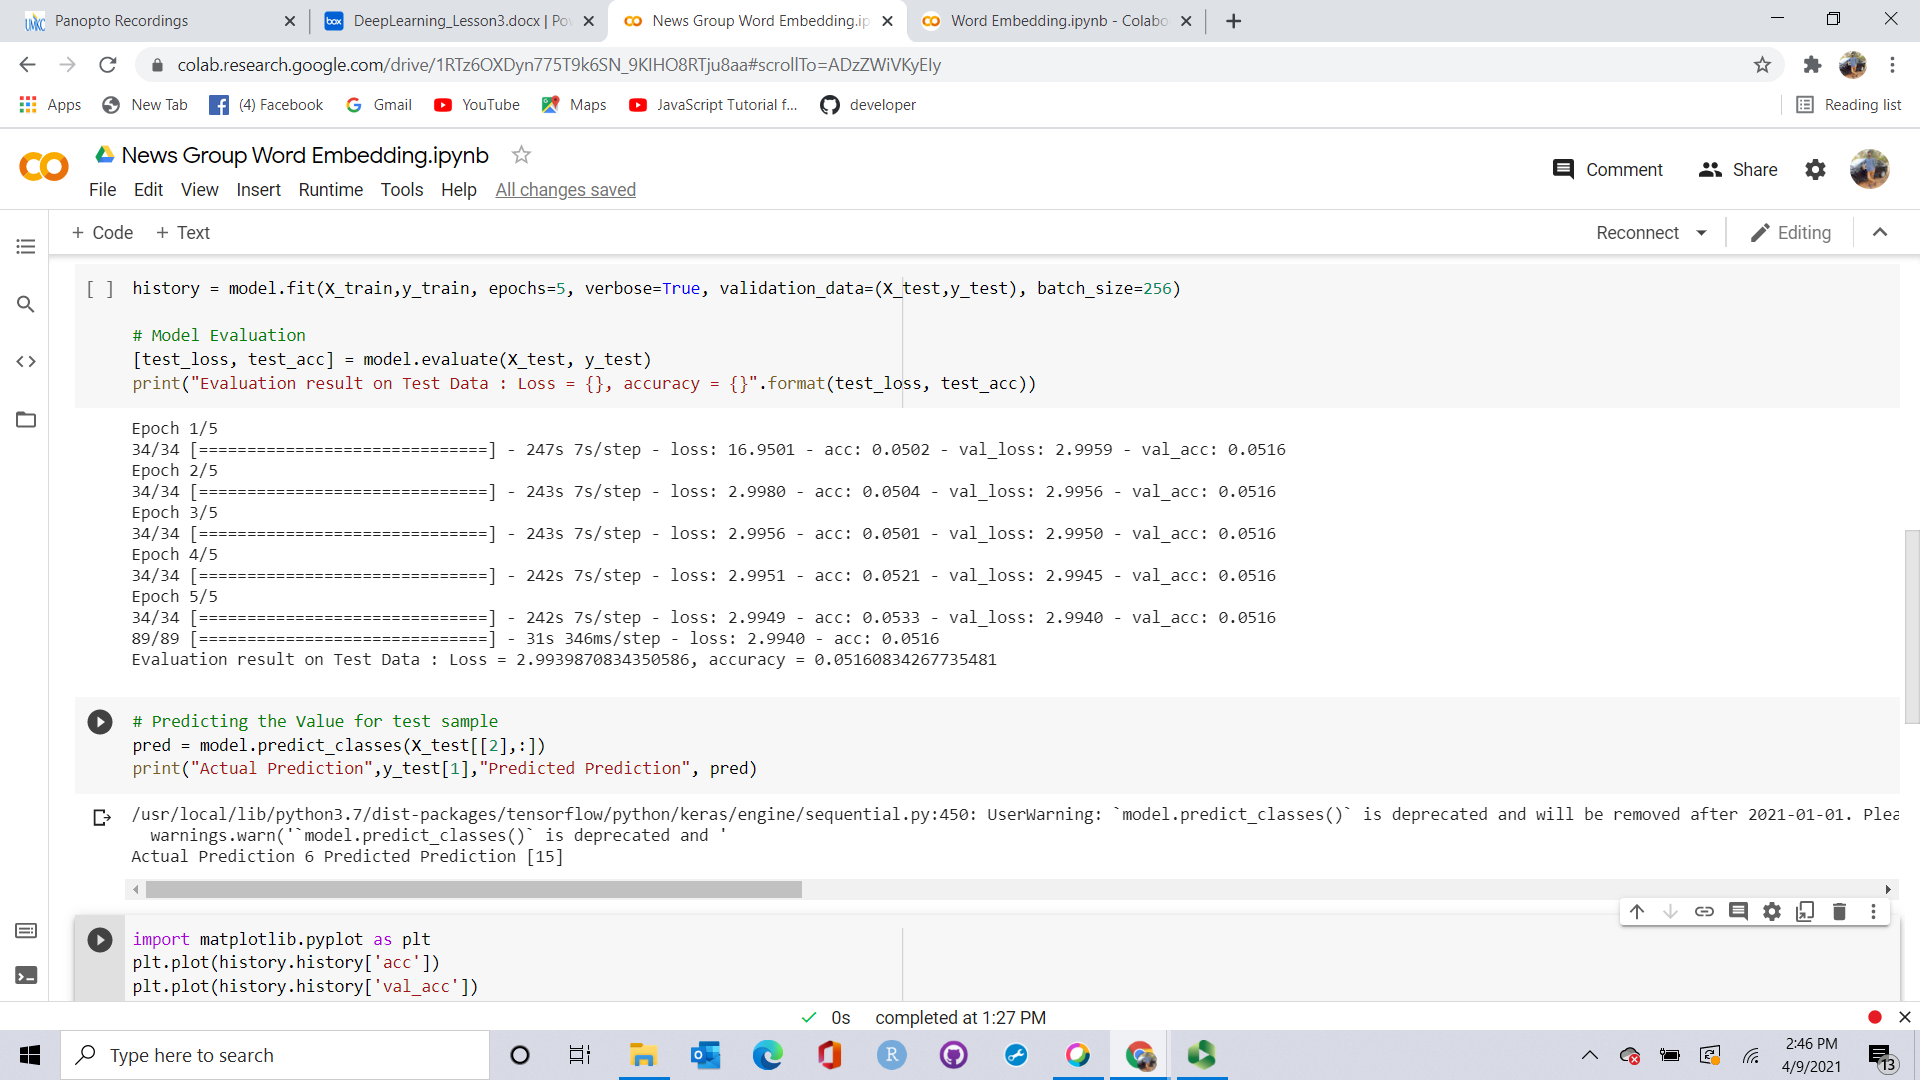 Panopto Recordings
DeepLearning_Lesson3.docx | Po
News Group Word Embedding.ip
Word Embedding.ipynb - Colabo
colab.research.google.com/drive/1RTz6OXDyn775T9k6SN_9KIHO8RTju8aa#scrollTo=ADzZWiVKyEIy
Apps New Tab (4) Facebook Gmail YouTube Maps JavaScript Tutorial f... developer Reading list
News Group Word Embedding.ipynb
Comment Share
File Edit View Insert Runtime Tools Help All changes saved
+ Code + Text
Reconnect Editing
[ ] history = model.fit(X_train,y_train, epochs=5, verbose=True, validation_data=(X_test,y_test), batch_size=256)
# Model Evaluation
[test_loss, test_acc] = model.evaluate(X_test, y_test)
print("Evaluation result on Test Data : Loss = {}, accuracy = {}".format(test_loss, test_acc))
Epoch 1/5
34/34 [==============================] - 247s 7s/step - loss: 16.9501 - acc: 0.0502 - val_loss: 2.9959 - val_acc: 0.0516
Epoch 2/5
34/34 [==============================] - 243s 7s/step - loss: 2.9980 - acc: 0.0504 - val_loss: 2.9956 - val_acc: 0.0516
Epoch 3/5
34/34 [==============================] - 243s 7s/step - loss: 2.9956 - acc: 0.0501 - val_loss: 2.9950 - val_acc: 0.0516
Epoch 4/5
34/34 [==============================] - 242s 7s/step - loss: 2.9951 - acc: 0.0521 - val_loss: 2.9945 - val_acc: 0.0516
Epoch 5/5
34/34 [==============================] - 242s 7s/step - loss: 2.9949 - acc: 0.0533 - val_loss: 2.9940 - val_acc: 0.0516
89/89 [==============================] - 31s 346ms/step - loss: 2.9940 - acc: 0.0516
Evaluation result on Test Data : Loss = 2.9939870834350586, accuracy = 0.05160834267735481
# Predicting the Value for test sample
pred = model.predict_classes(X_test[[2],:])
print("Actual Prediction",y_test[1],"Predicted Prediction", pred)
/usr/local/lib/python3.7/dist-packages/tensorflow/python/keras/engine/sequential.py:450: UserWarning: `model.predict_classes()` is deprecated and will be removed after 2021-01-01. Plea
warnings.warn('`model.predict_classes()` is deprecated and '
Actual Prediction 6 Predicted Prediction [15]
import matplotlib.pyplot as plt
plt.plot(history.history['acc'])
plt.plot(history.history['val_acc'])
0s completed at 1:27 PM
Type here to search
2:46 PM
4/9/2021
13